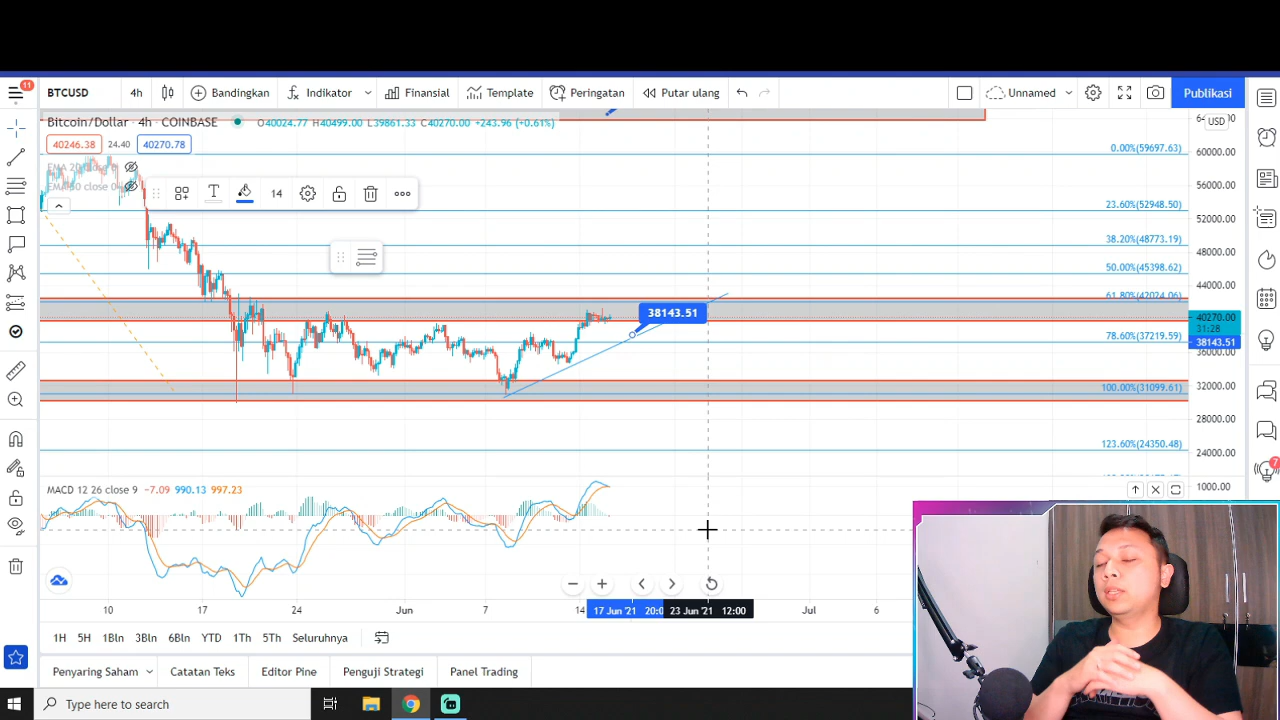 11
BTCUSD 4h Bandingkan Indikator Finansial Template Peringatan Putar ulang Unnamed Publikasi
Bitcoin/Dollar · 4h · COINBASE O40024.77 H40499.00 L39861.33 C40270.00 +243.96 (+0.61%)
USD
40246.38 24.40 40270.78
0.00%(59697.63)
60000.00
14
56000.00
23.60%(52948.50)
52000.00
38.20%(48773.19)
48000.00
50.00%(45398.62)
44000.00
61.80%(42024.06)
38143.51
40270.00
31:28
78.60%(37219.59)
38143.51
36000.00
100.00%(31099.61)
32000.00
28000.00
123.60%(24350.48)
24000.00
7
MACD 12 26 close 9 −7.09 990.13 997.23
1000.00
10 17 24 Jun 7 14 17 Jun '21 20:0 23 Jun '21 12:00 Jul 6
1H 5H 1Bln 3Bln 6Bln YTD 1Th 5Th Seluruhnya
Penyaring Saham Catatan Teks Editor Pine Penguji Strategi Panel Trading
Type here to search